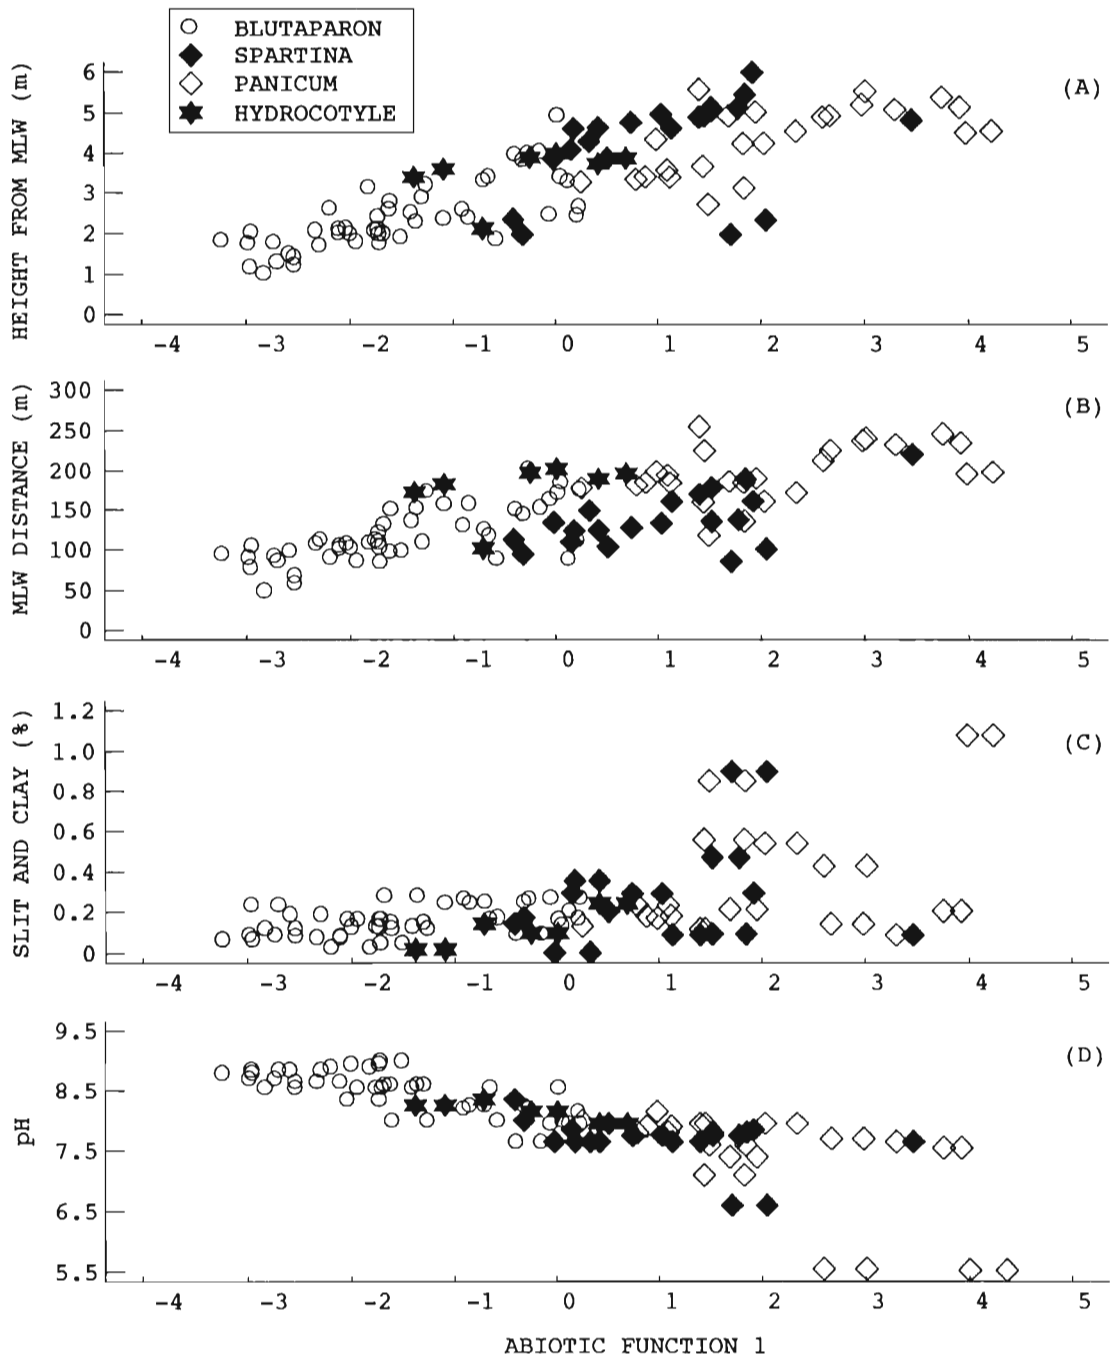 BLUTAPARON
SPARTINA
PANICUM
HYDROCOTYLE
HEIGHT FROM MLW (m)
(A)
6
5
4
3
2
1
0
-4 -3 -2 -1 0 1 2 3 4 5
MLW DISTANCE (m)
(B)
300
250
200
150
100
50
0
-4 -3 -2 -1 0 1 2 3 4 5
SLIT AND CLAY (%)
(C)
1.2
1.0
0.8
0.6
0.4
0.2
0
-4 -3 -2 -1 0 1 2 3 4 5
pH
(D)
9.5
8.5
7.5
6.5
5.5
-4 -3 -2 -1 0 1 2 3 4 5
ABIOTIC FUNCTION 1